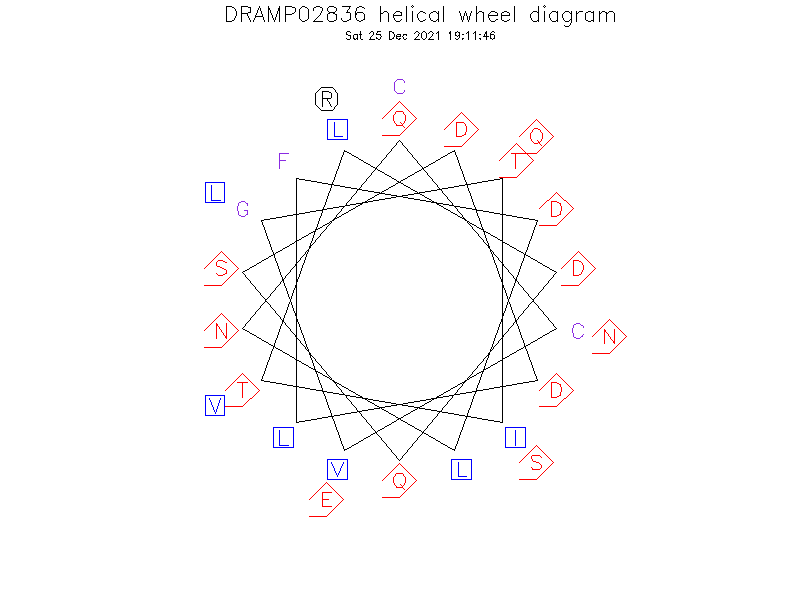 DRAMP02836 helical wheel diagram
Sat 25 Dec 2021 19:11:46
C
R
L Q D Q
F T
L
G D
S D
N C N
T D
V
L I
V Q L S
E